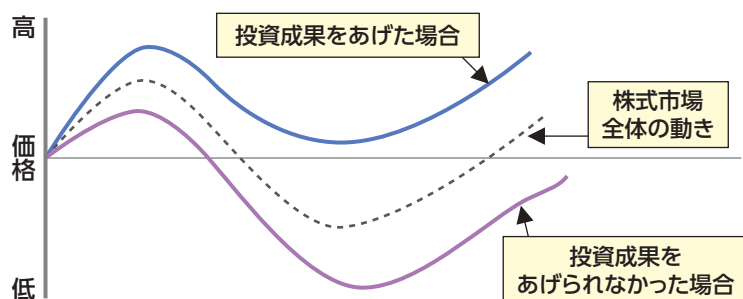 高
投資成果をあげた場合
株式市場
全体の動き
価格
投資成果を
あげられなかった場合
低